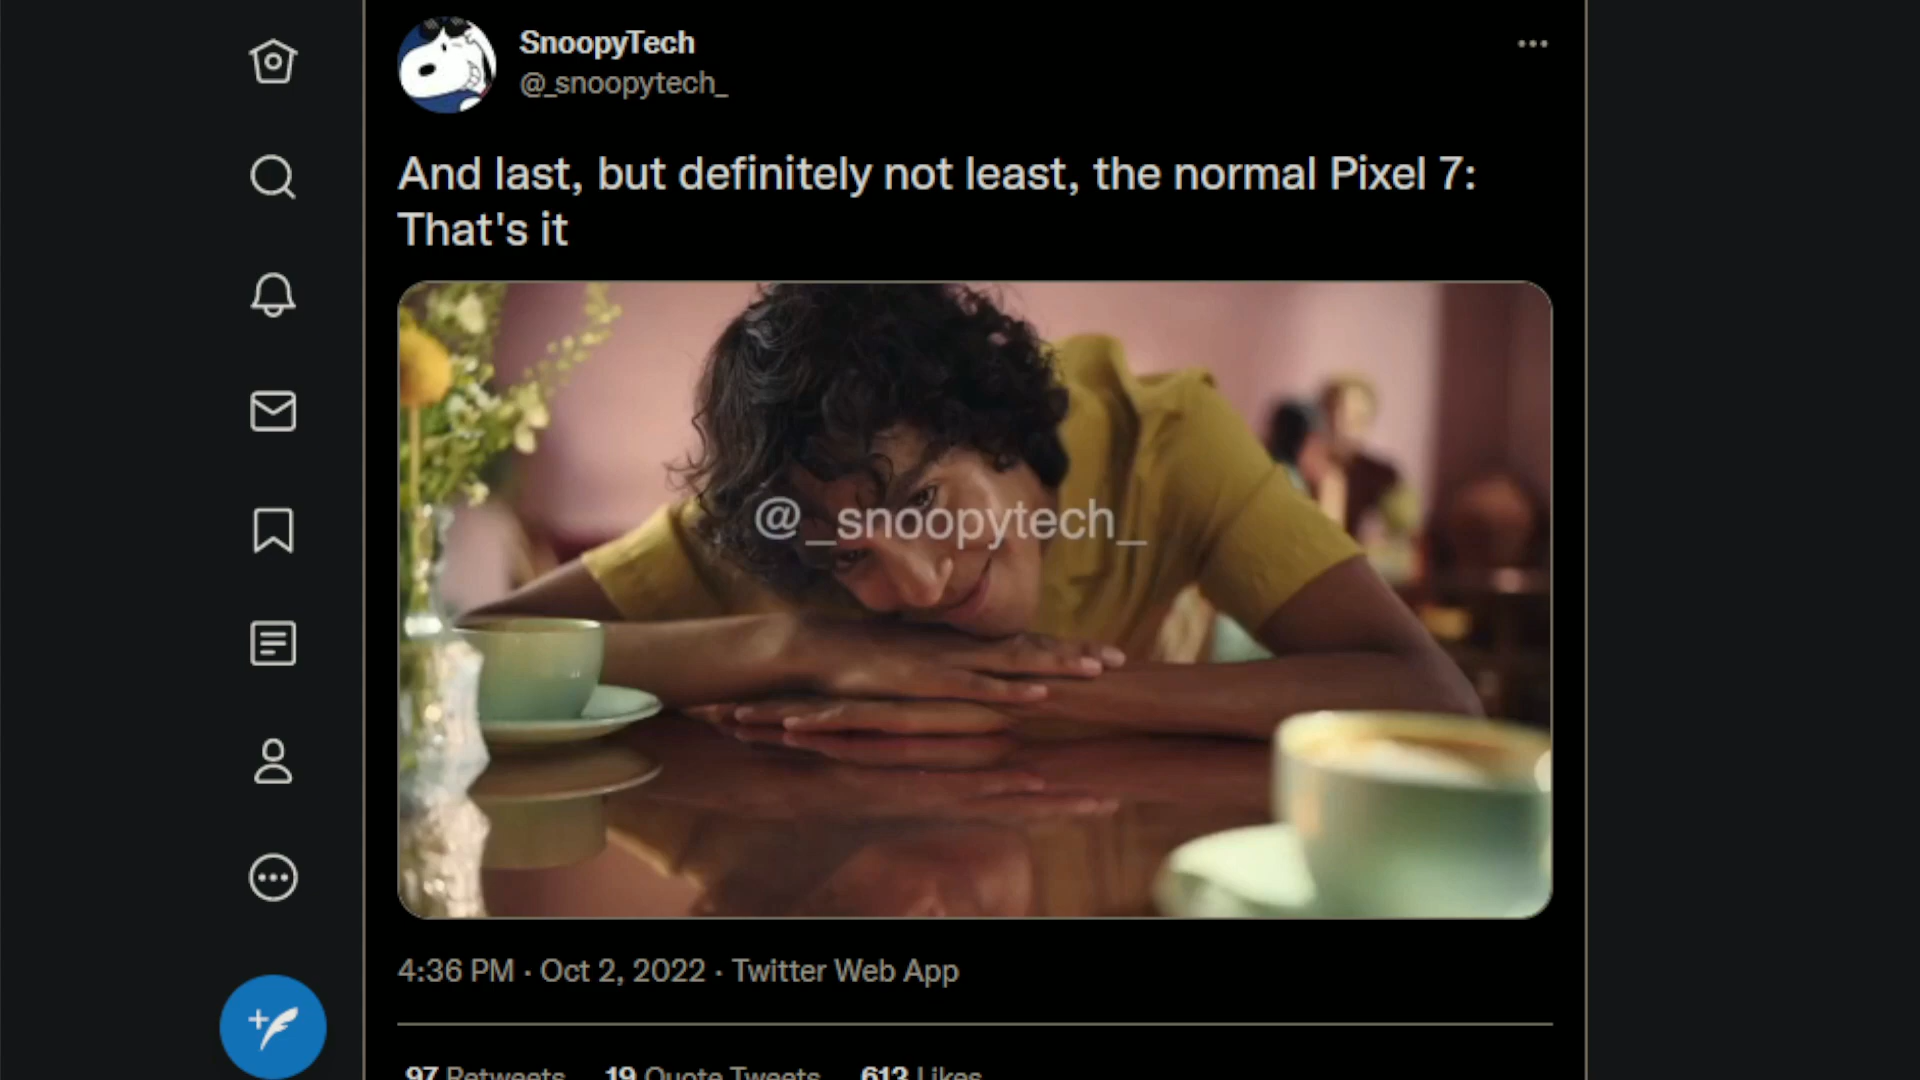 SnoopyTech
@_snoopytech_
And last, but definitely not least, the normal Pixel 7:
That's it
@_snoopytech_
4:36 PM · Oct 2, 2022 · Twitter Web App
97 Retweets 19 Quote Tweets 613 Likes